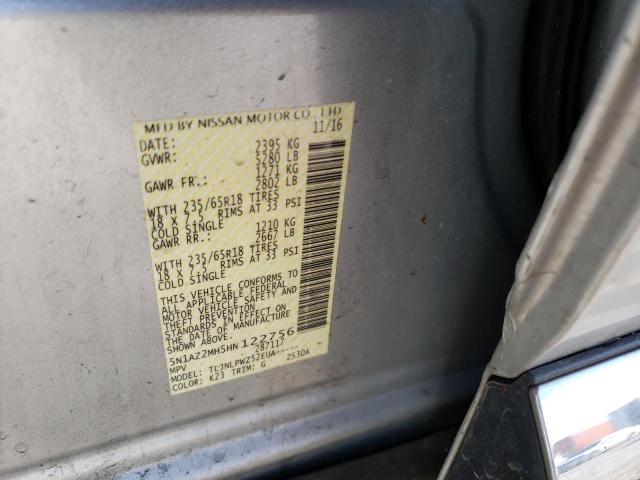 MFD BY NISSAN MOTOR CO., LTD.
DATE: 11/16
GVWR: 2395 KG
5280 LB
GAWR FR.: 1271 KG
2802 LB
WITH 235/65R18 TIRES
18 X 7.5 RIMS AT 33 PSI
COLD SINGLE
GAWR RR.: 1210 KG
2667 LB
WITH 235/65R18 TIRES
18 X 7.5 RIMS AT 33 PSI
COLD SINGLE
THIS VEHICLE CONFORMS TO
ALL APPLICABLE FEDERAL
MOTOR VEHICLE SAFETY AND
THEFT PREVENTION
STANDARDS IN EFFECT
ON THE DATE OF MANUFACTURE
SHOWN ABOVE.
5N1AZ2MH5HN122756
MPV 287117
MODEL: TLJNLPWZ52EUA-----
COLOR: K23 TRIM: G ZS30A